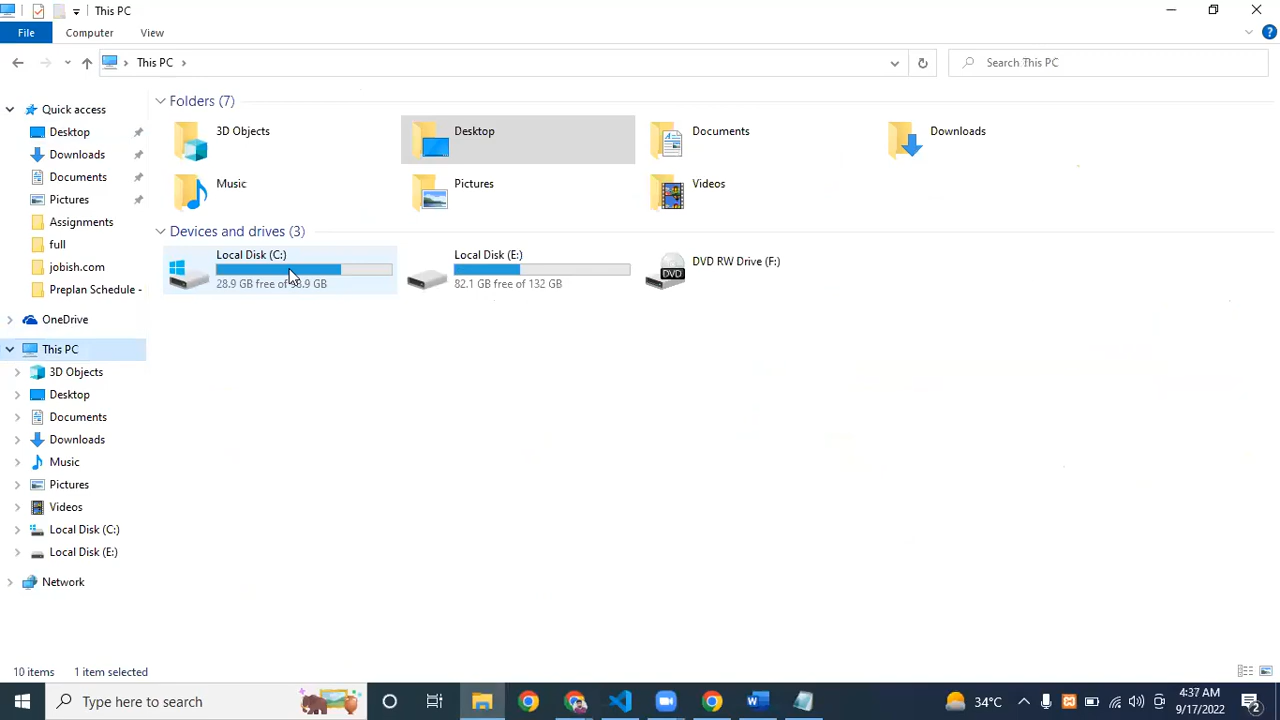 This PC
File
Computer
View
This PC
Search This PC
Quick access
Desktop
Downloads
Documents
Pictures
Assignments
full
jobish.com
Preplan Schedule -
OneDrive
This PC
3D Objects
Desktop
Documents
Downloads
Music
Pictures
Videos
Local Disk (C:)
Local Disk (E:)
Network
Folders (7)
3D Objects
Desktop
Documents
Downloads
Music
Pictures
Videos
Devices and drives (3)
Local Disk (C:)
28.9 GB free of 8.9 GB
Local Disk (E:)
82.1 GB free of 132 GB
DVD
DVD RW Drive (F:)
10 items
1 item selected
Type here to search
34°C
4:37 AM
9/17/2022
2